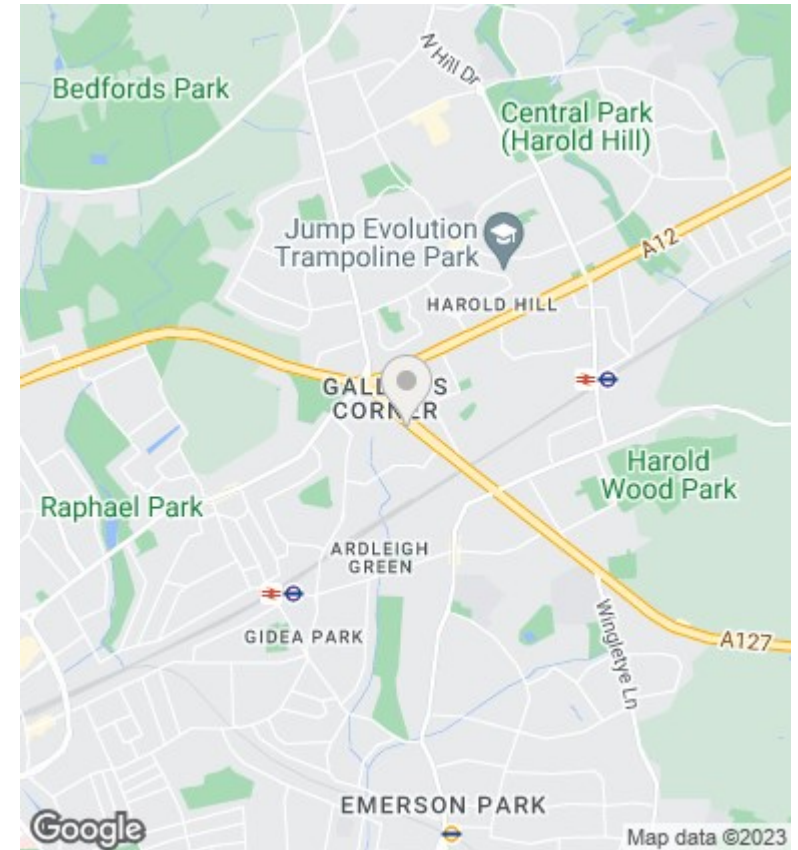 N Hill Dr
Bedfords Park
Central Park
(Harold Hill)
Jump Evolution
Trampoline Park
A12
HAROLD HILL
CORNER
Harold
Wood Park
Raphael Park
ARDLEIGH
GREEN
GIDEA PARK
Wingletye Ln
A127
EMERSON PARK
Google
Map data ©2023